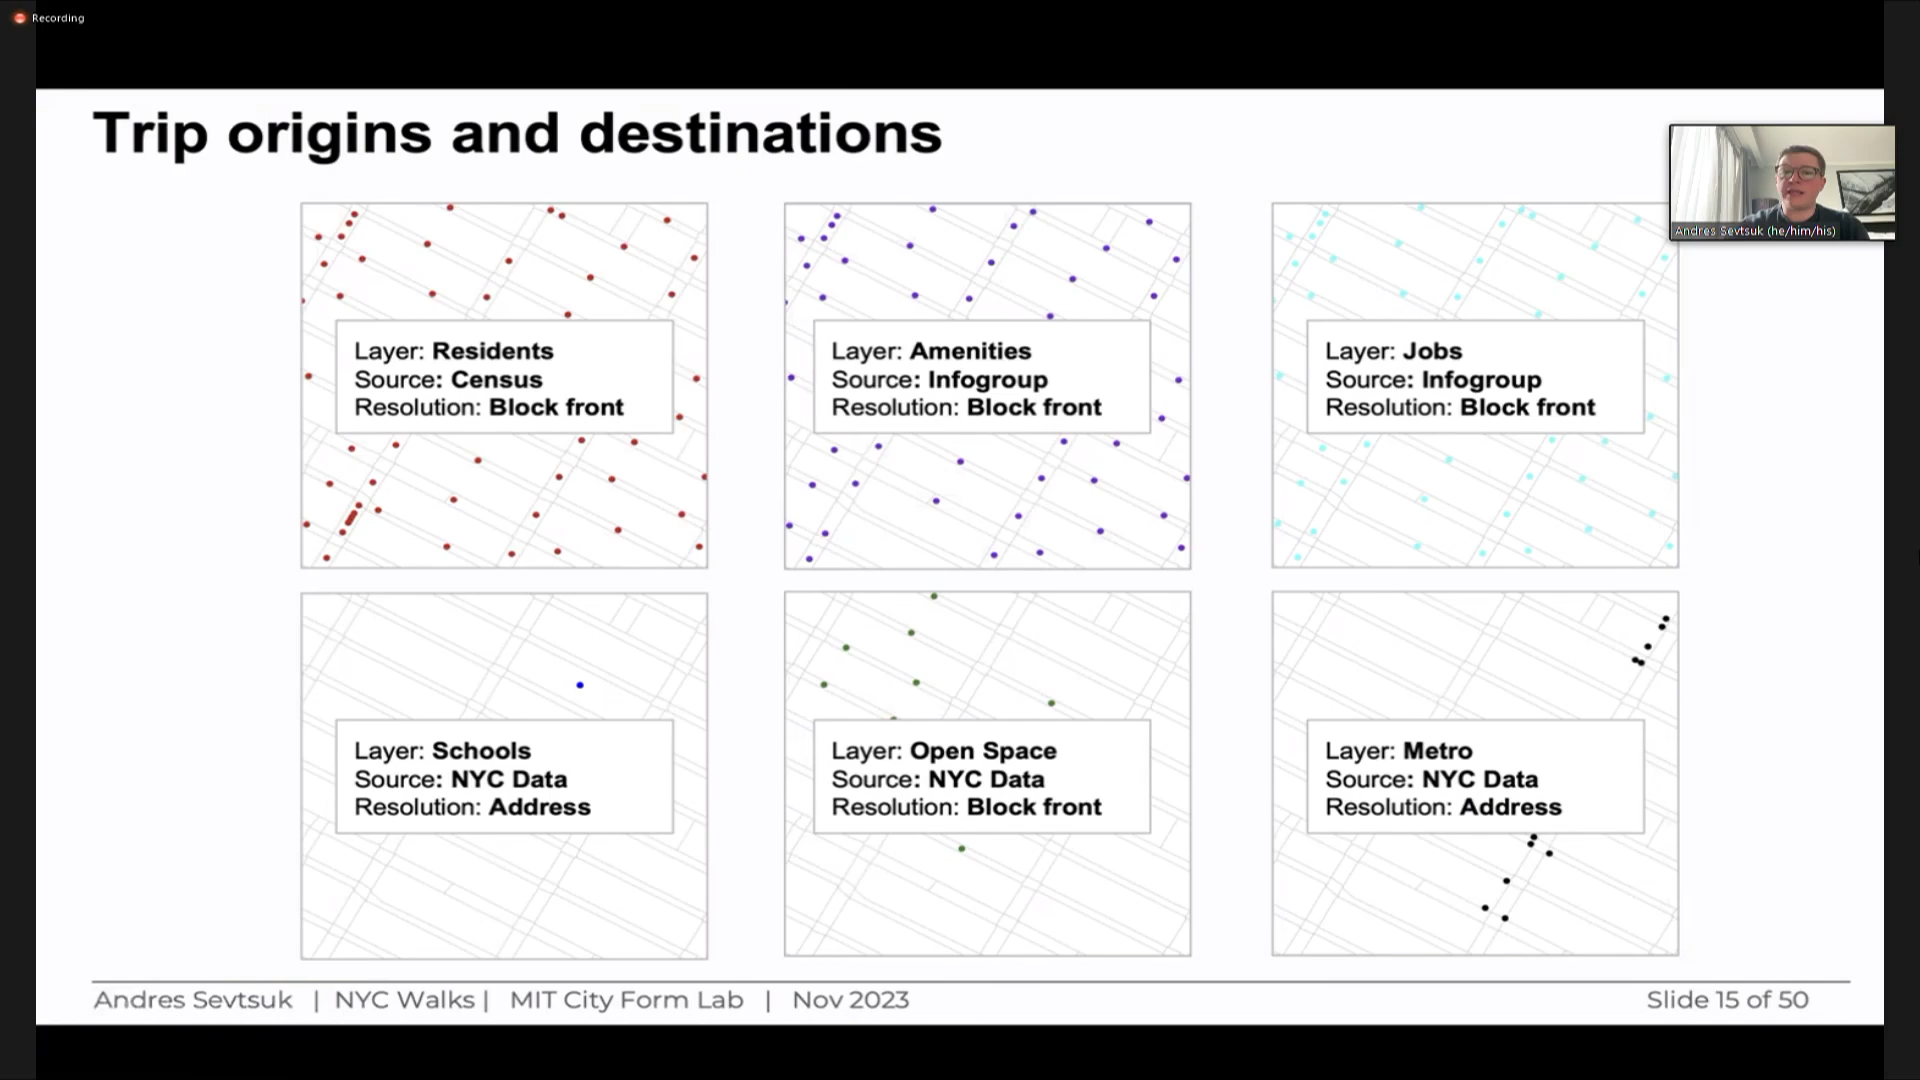 Recording
Trip origins and destinations
Andres Sevtsuk (he/him/his)
Layer: Residents
Source: Census
Resolution: Block front
Layer: Amenities
Source: Infogroup
Resolution: Block front
Layer: Jobs
Source: Infogroup
Resolution: Block front
Layer: Schools
Source: NYC Data
Resolution: Address
Layer: Open Space
Source: NYC Data
Resolution: Block front
Layer: Metro
Source: NYC Data
Resolution: Address
Andres Sevtsuk | NYC Walks | MIT City Form Lab | Nov 2023
Slide 15 of 50